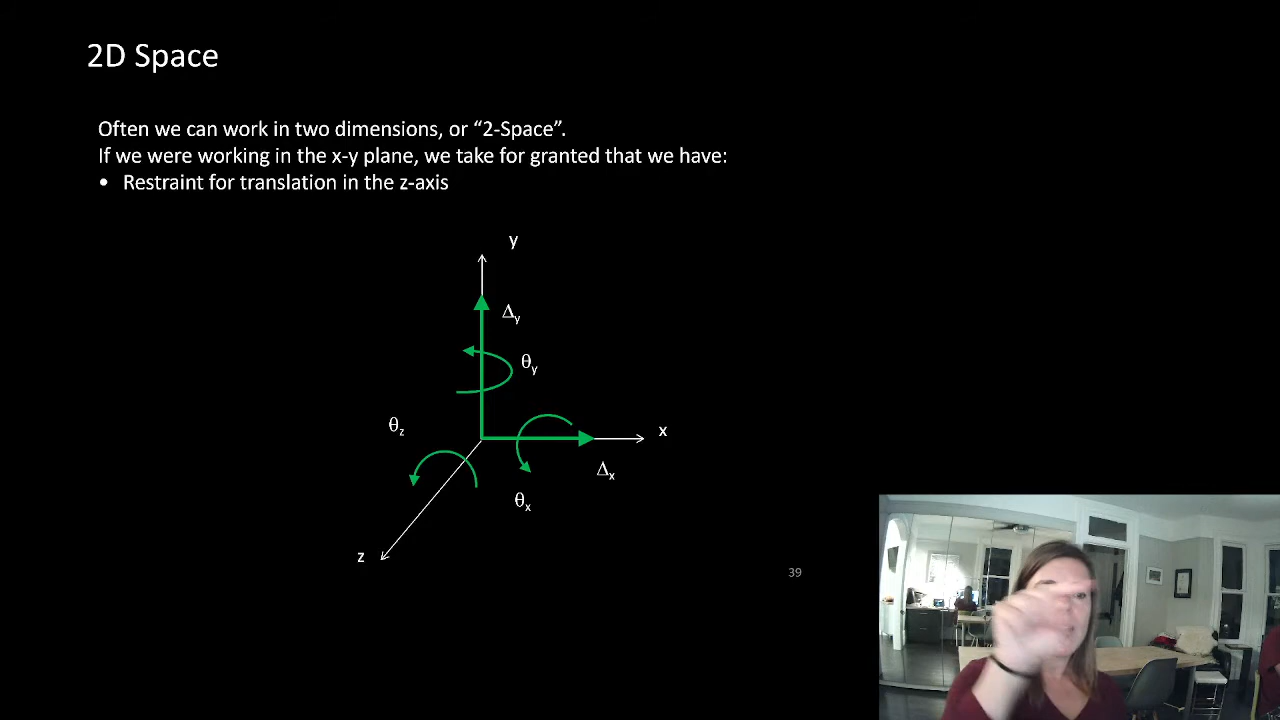 2D Space
Often we can work in two dimensions, or “2-Space”.
If we were working in the x-y plane, we take for granted that we have:
• Restraint for translation in the z-axis
y
Δy
θy
θz
x
Δx
θx
z
39